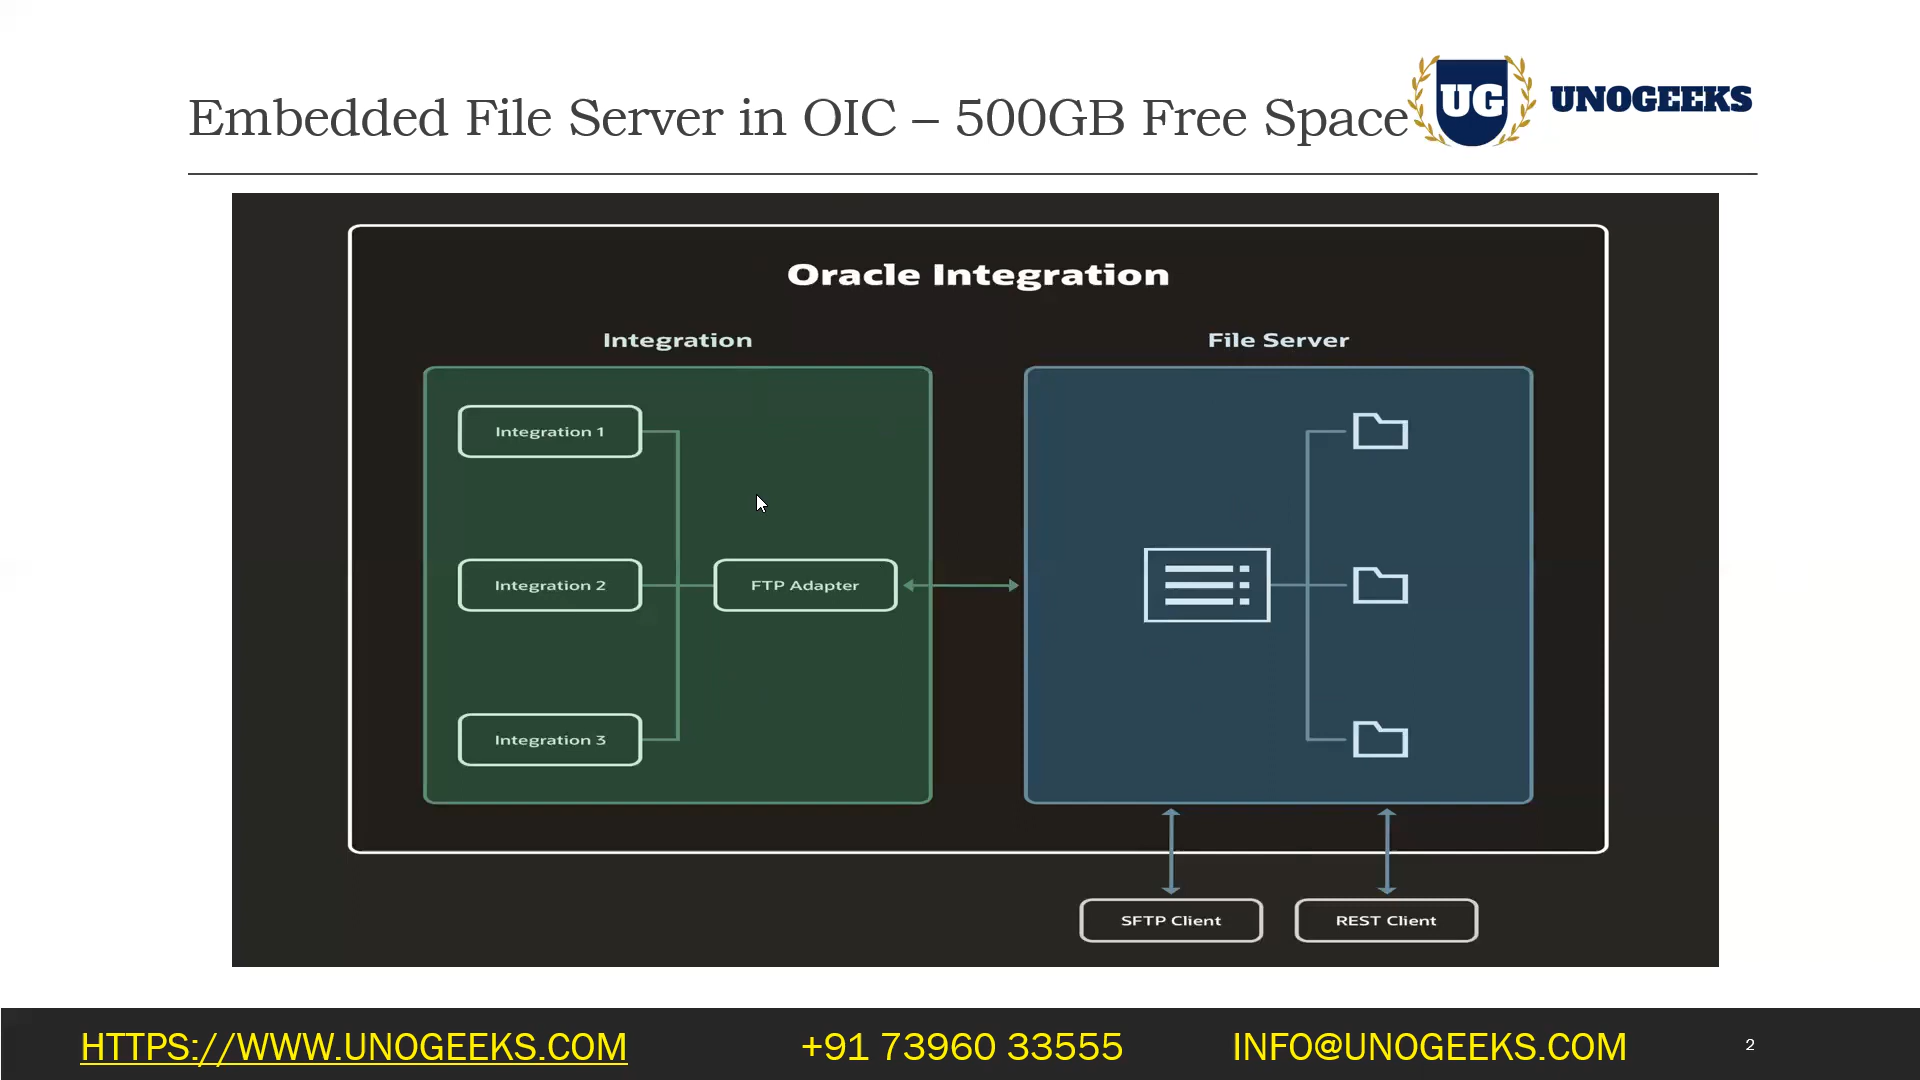 Embedded File Server in OIC – 500GB Free Space
UG
UNOGEEKS
Oracle Integration
Integration
File Server
Integration 1
Integration 2
FTP Adapter
Integration 3
SFTP Client
REST Client
HTTPS://WWW.UNOGEEKS.COM
+91 73960 33555
INFO@UNOGEEKS.COM
2